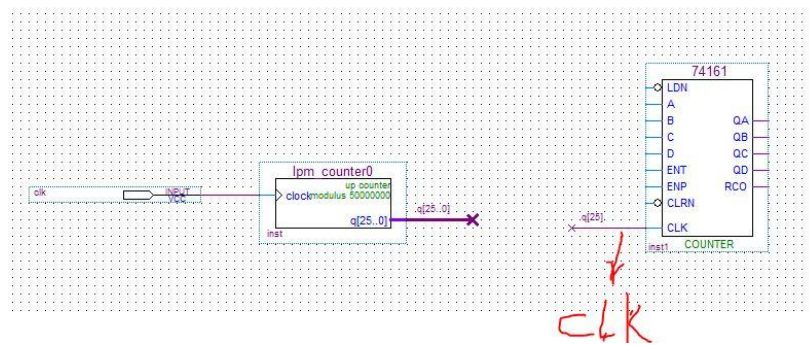 clk
INPUT
VCC
lpm_counter0
up counter
clock modulus 50000000
q[25..0]
inst
q[25..0]
q[25]
74161
LDN
A
B QA
C QB
D QC
ENT QD
ENP RCO
CLRN
CLK
inst1 COUNTER
CLK